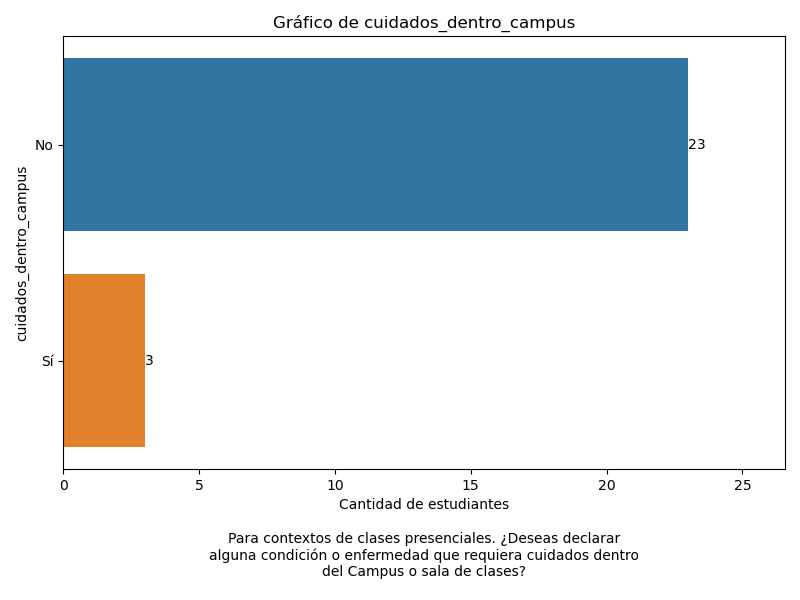 Gráfico de cuidados_dentro_campus
cuidados_dentro_campus
No
23
Sí
3
0 5 10 15 20 25
Cantidad de estudiantes
Para contextos de clases presenciales. ¿Deseas declarar
alguna condición o enfermedad que requiera cuidados dentro
del Campus o sala de clases?